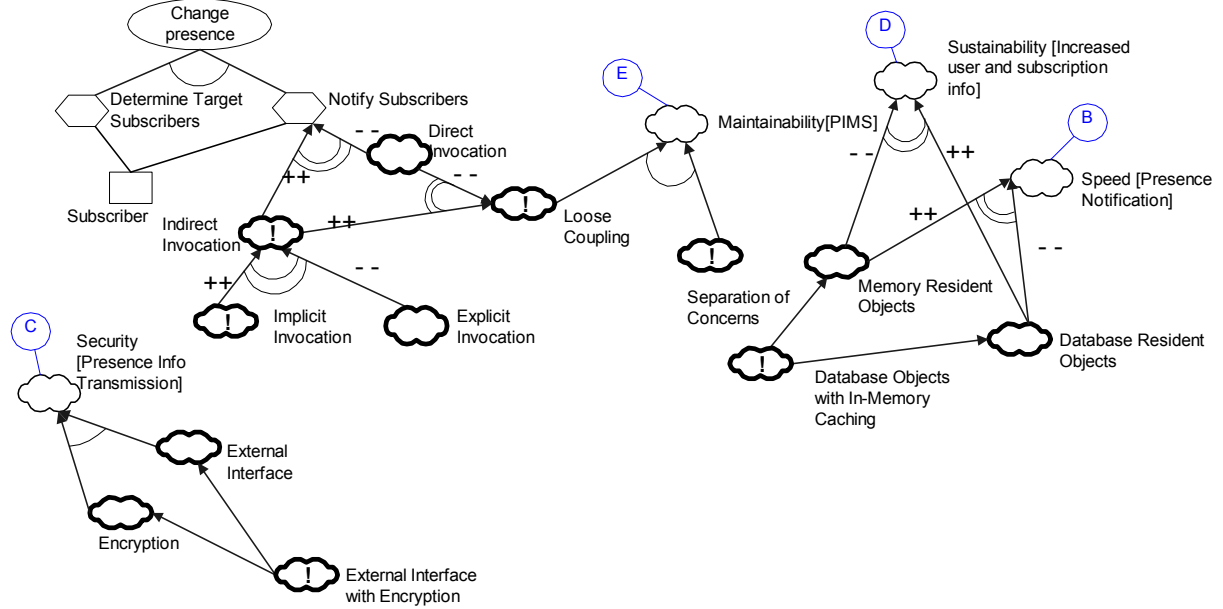 Change
presence
Determine Target
Subscribers
Notify Subscribers
Subscriber
- -
Direct
Invocation
++
- -
++
Indirect
Invocation
!
!
Loose
Coupling
++
- -
!
Implicit
Invocation
Explicit
Invocation
E
Maintainability[PIMS]
!
Separation of
Concerns
D
Sustainability [Increased
user and subscription
info]
B
Speed [Presence
Notification]
- -
++
++
- -
Memory Resident
Objects
Database Resident
Objects
!
Database Objects
with In-Memory
Caching
C
Security
[Presence Info
Transmission]
External
Interface
Encryption
!
External Interface
with Encryption